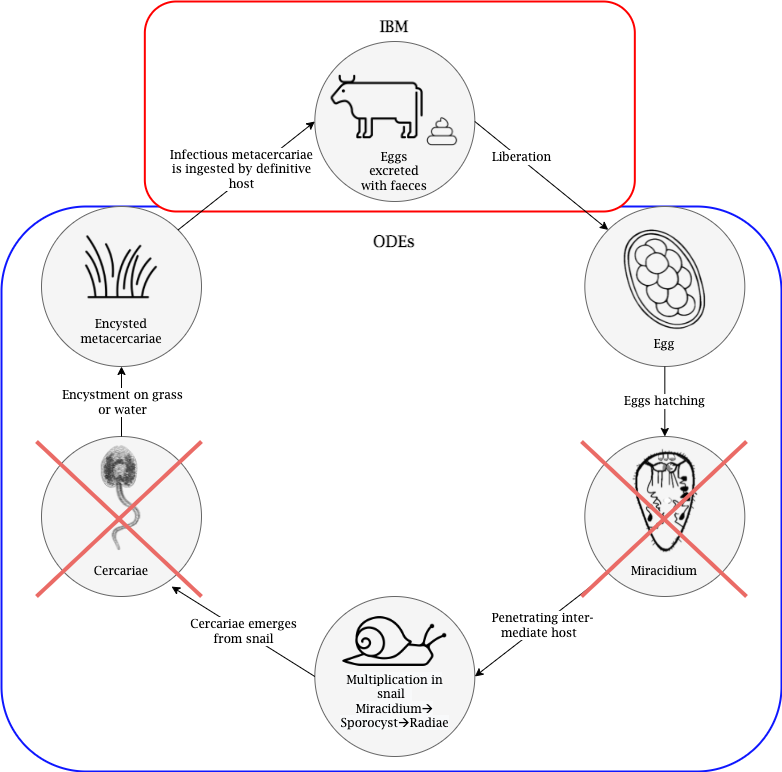 IBM
Eggs
excreted
with faeces
Infectious metacercariae
is ingested by definitive
host
Liberation
ODEs
Encysted
metacercariae
Egg
Encystment on grass
or water
Eggs hatching
Cercariae
Miracidium
Cercariae emerges
from snail
Penetrating inter-
mediate host
Multiplication in
snail
Miracidium→
Sporocyst→Radiae